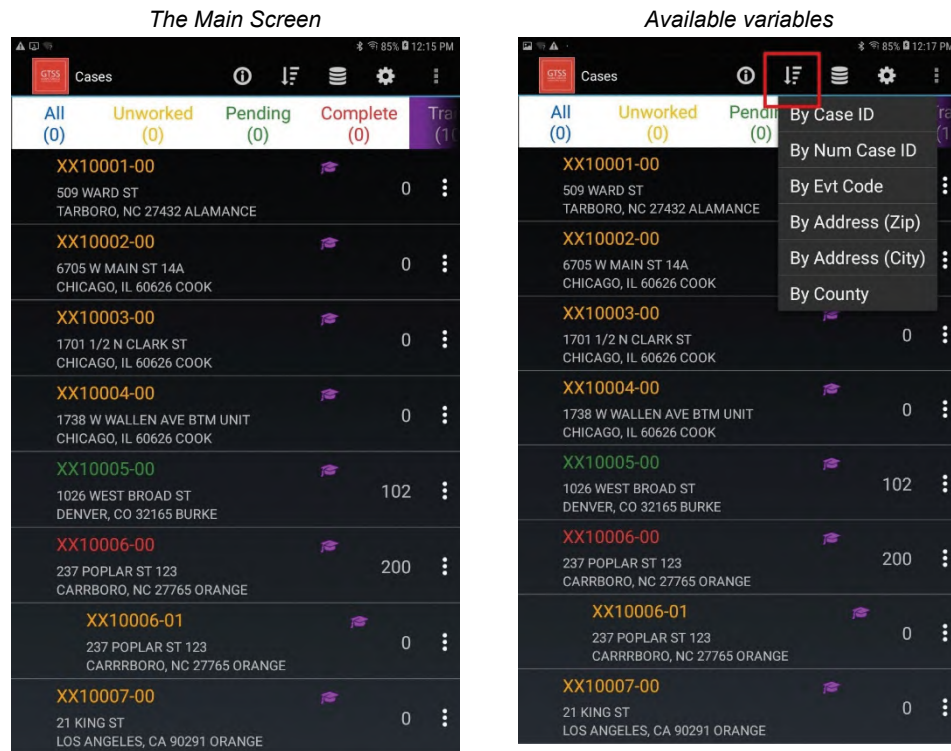 The Main Screen
85% 12:15 PM
GTSS
Cases
All
(0)
Unworked
(0)
Pending
(0)
Complete
(0)
Tra
(1
XX10001-00
509 WARD ST
TARBORO, NC 27432 ALAMANCE
0
XX10002-00
6705 W MAIN ST 14A
CHICAGO, IL 60626 COOK
0
XX10003-00
1701 1/2 N CLARK ST
CHICAGO, IL 60626 COOK
0
XX10004-00
1738 W WALLEN AVE BTM UNIT
CHICAGO, IL 60626 COOK
0
XX10005-00
1026 WEST BROAD ST
DENVER, CO 32165 BURKE
102
XX10006-00
237 POPLAR ST 123
CARRBORO, NC 27765 ORANGE
200
XX10006-01
237 POPLAR ST 123
CARRRBORO, NC 27765 ORANGE
0
XX10007-00
21 KING ST
LOS ANGELES, CA 90291 ORANGE
0
Available variables
85% 12:17 PM
GTSS
Cases
All
(0)
Unworked
(0)
Pendin
(0)
ra
(1
By Case ID
By Num Case ID
By Evt Code
By Address (Zip)
By Address (City)
By County
XX10001-00
509 WARD ST
TARBORO, NC 27432 ALAMANCE
XX10002-00
6705 W MAIN ST 14A
CHICAGO, IL 60626 COOK
XX10003-00
1701 1/2 N CLARK ST
CHICAGO, IL 60626 COOK
0
XX10004-00
1738 W WALLEN AVE BTM UNIT
CHICAGO, IL 60626 COOK
0
XX10005-00
1026 WEST BROAD ST
DENVER, CO 32165 BURKE
102
XX10006-00
237 POPLAR ST 123
CARRBORO, NC 27765 ORANGE
200
XX10006-01
237 POPLAR ST 123
CARRRBORO, NC 27765 ORANGE
0
XX10007-00
21 KING ST
LOS ANGELES, CA 90291 ORANGE
0